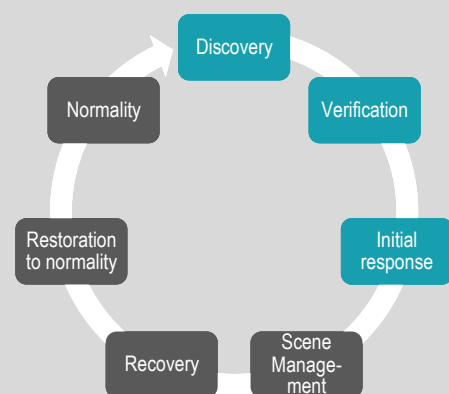 Discovery
Verification
Initial
response
Scene
Manage-
ment
Recovery
Restoration
to normality
Normality